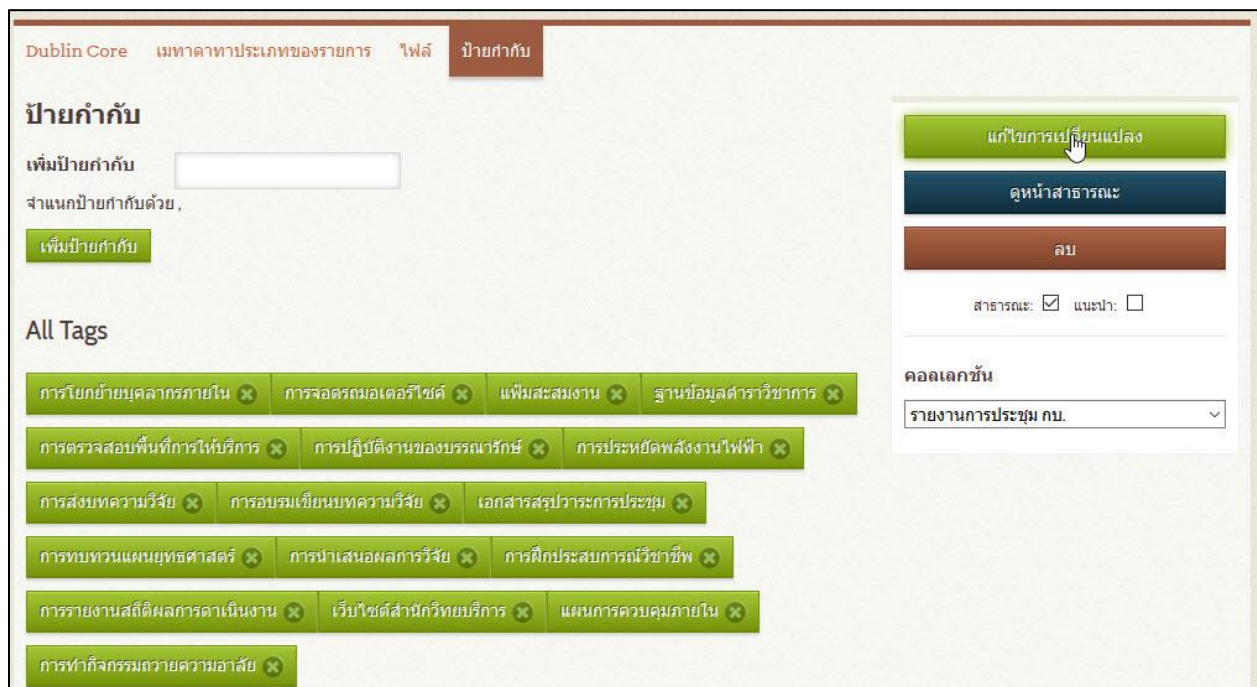 Dublin Core เมทาดาทาประเภทของรายการ ไฟล์ ป้ายกำกับ
ป้ายกำกับ
เพิ่มป้ายกำกับ
จำแนกป้ายกำกับด้วย ,
เพิ่มป้ายกำกับ
All Tags
การโยกย้ายบุคลากรภายใน การจอดรถมอเตอร์ไซค์ แฟ้มสะสมงาน ฐานข้อมูลตำราวิชาการ
การตรวจสอบพื้นที่การให้บริการ การปฏิบัติงานของบรรณารักษ์ การประหยัดพลังงานไฟฟ้า
การส่งบทความวิจัย การอบรมเขียนบทความวิจัย เอกสารสรุปวาระการประชุม
การทบทวนแผนยุทธศาสตร์ การนำเสนอผลการวิจัย การฝึกประสบการณ์วิชาชีพ
การรายงานสถิติผลการดาเนินงาน เว็บไซต์สำนักวิทยบริการ แผนการควบคุมภายใน
การทำกิจกรรมถวายความอาลัย
แก้ไขการเปลี่ยนแปลง
ดูหน้าสาธารณะ
ลบ
สาธารณะ: แนะนำ:
คอลเลกชัน
รายงานการประชุม กบ.